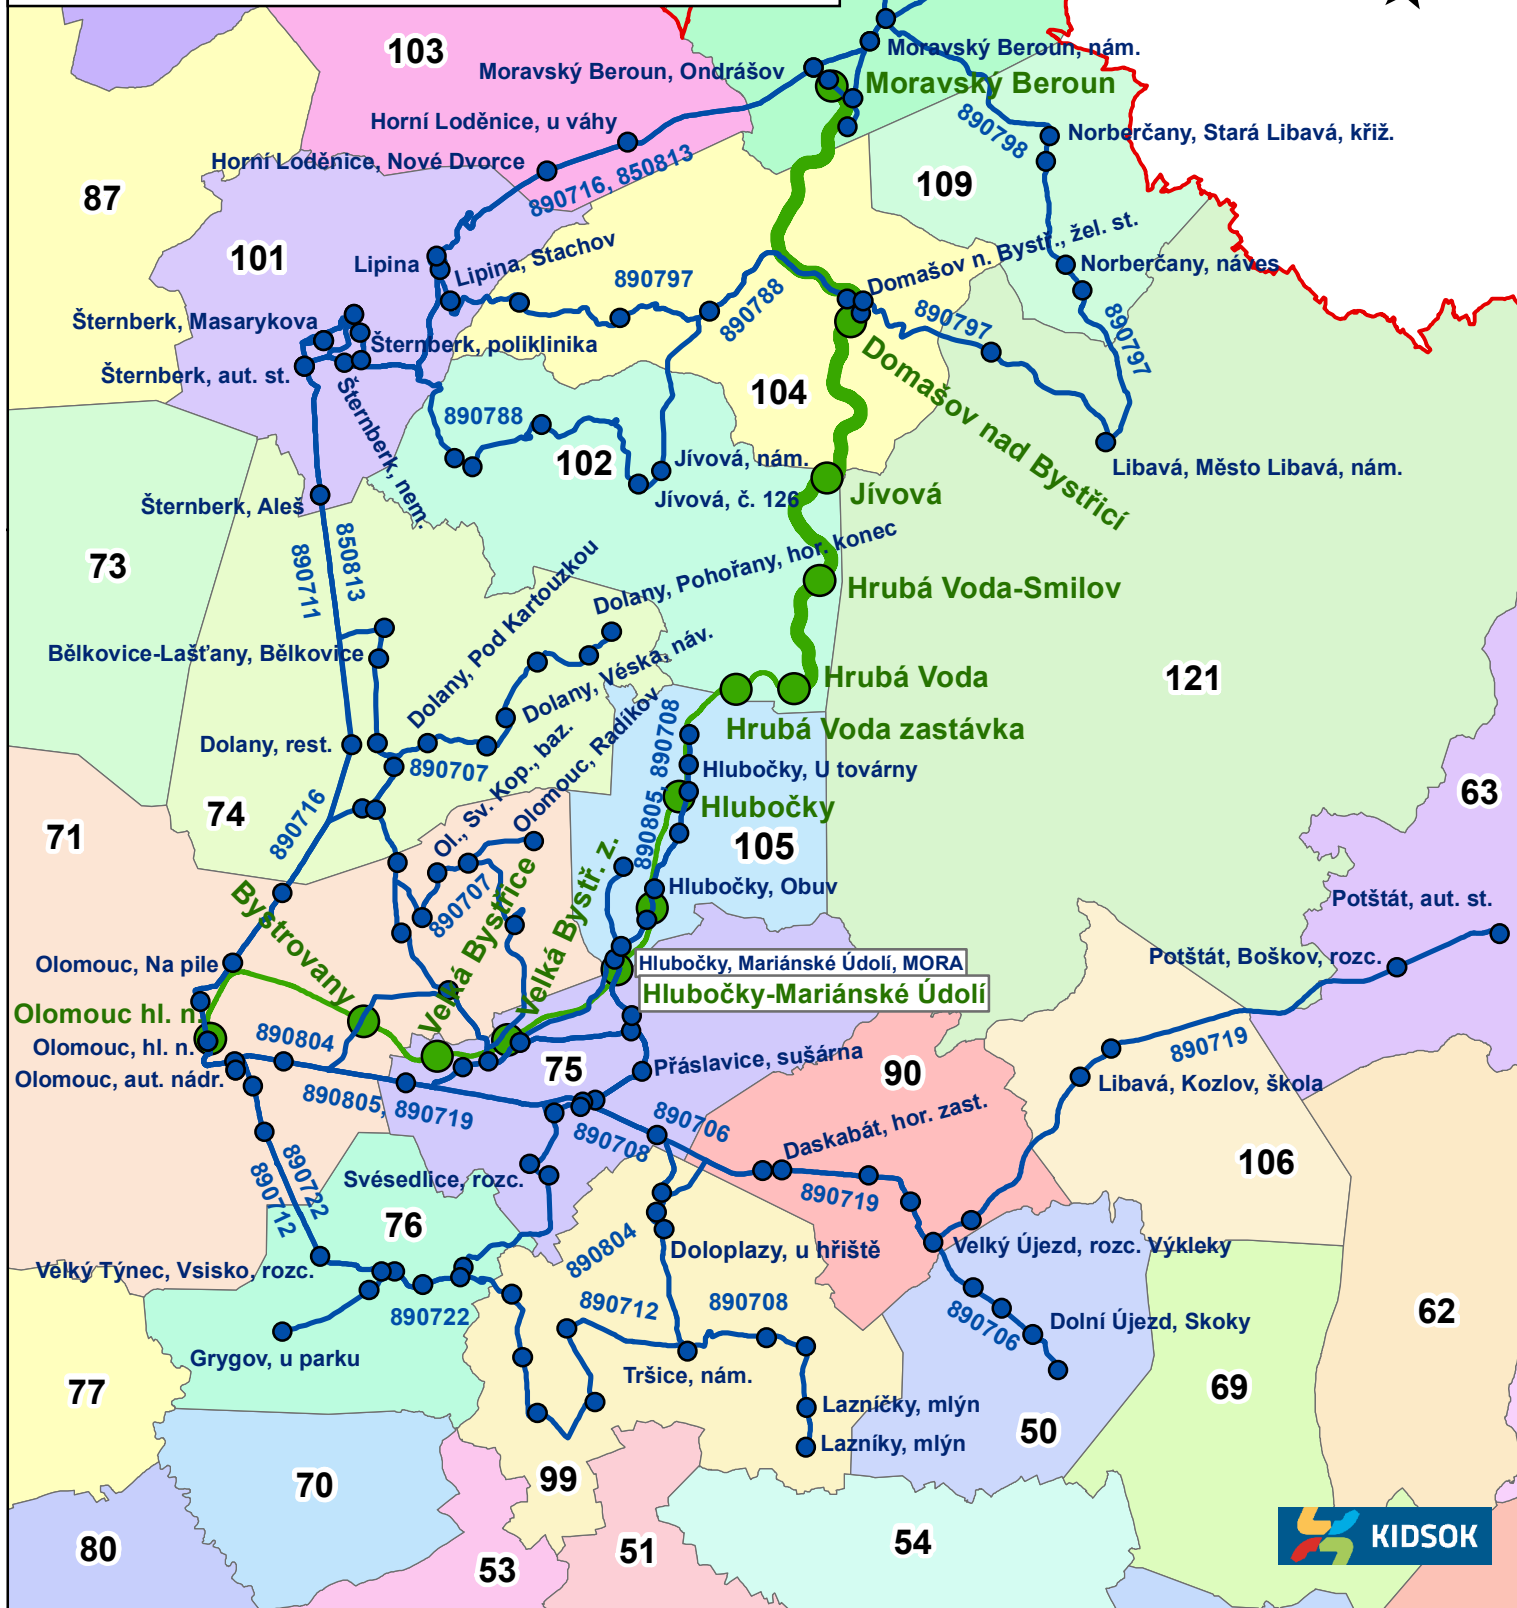 103
Moravský Beroun, nám.
Moravský Beroun, Ondrášov
Moravský Beroun
Horní Loděnice, u váhy
890798
Norberčany, Stará Libavá, křiž.
Horní Loděnice, Nové Dvorce
890716, 850813
109
87
101
Lipina
Lipina, Stachov
890797
890788
Domašov n. Bystř., žel. st.
Norberčany, náves
Šternberk, Masarykova
890797
890797
Šternberk, poliklinika
Šternberk, aut. st.
Šternberk, nem.
104
Domašov nad Bystřicí
890788
102
Jívová, nám.
Libavá, Město Libavá, nám.
Jívová, č. 126
Jívová
Šternberk, Aleš
850813
890711
73
Dolany, Pohořany, hor. konec
Hrubá Voda-Smilov
Dolany, Pod Kartouzkou
Bělkovice-Lašťany, Bělkovice
Dolany, Véska, náv.
Hrubá Voda
121
Hrubá Voda zastávka
Dolany, rest.
890707
Ol., Sv. Kop., baz.
Olomouc, Radíkov
890805, 890708
Hlubočky, U továrny
Hlubočky
63
74
71
890716
105
Velká Bystř. z.
Velká Bystřice
890707
Hlubočky, Obuv
Bystrovany
Potštát, aut. st.
Olomouc, Na pile
Hlubočky, Mariánské Údolí, MORA
Potštát, Boškov, rozc.
Hlubočky-Mariánské Údolí
Olomouc hl. n.
890804
Olomouc, hl. n.
890719
Olomouc, aut. nádr.
75
Přáslavice, sušárna
90
Libavá, Kozlov, škola
890805, 890719
890706
890708
Daskabát, hor. zast.
106
890722
890712
Svésedlice, rozc.
890719
76
890804
Doloplazy, u hřiště
Velký Újezd, rozc. Výkleky
Velký Týnec, Vsisko, rozc.
890722
890712
890708
890706
Dolní Újezd, Skoky
62
Grygov, u parku
Tršice, nám.
77
69
Lazníčky, mlýn
50
Lazníky, mlýn
70
99
80
53
51
54
KIDSOK